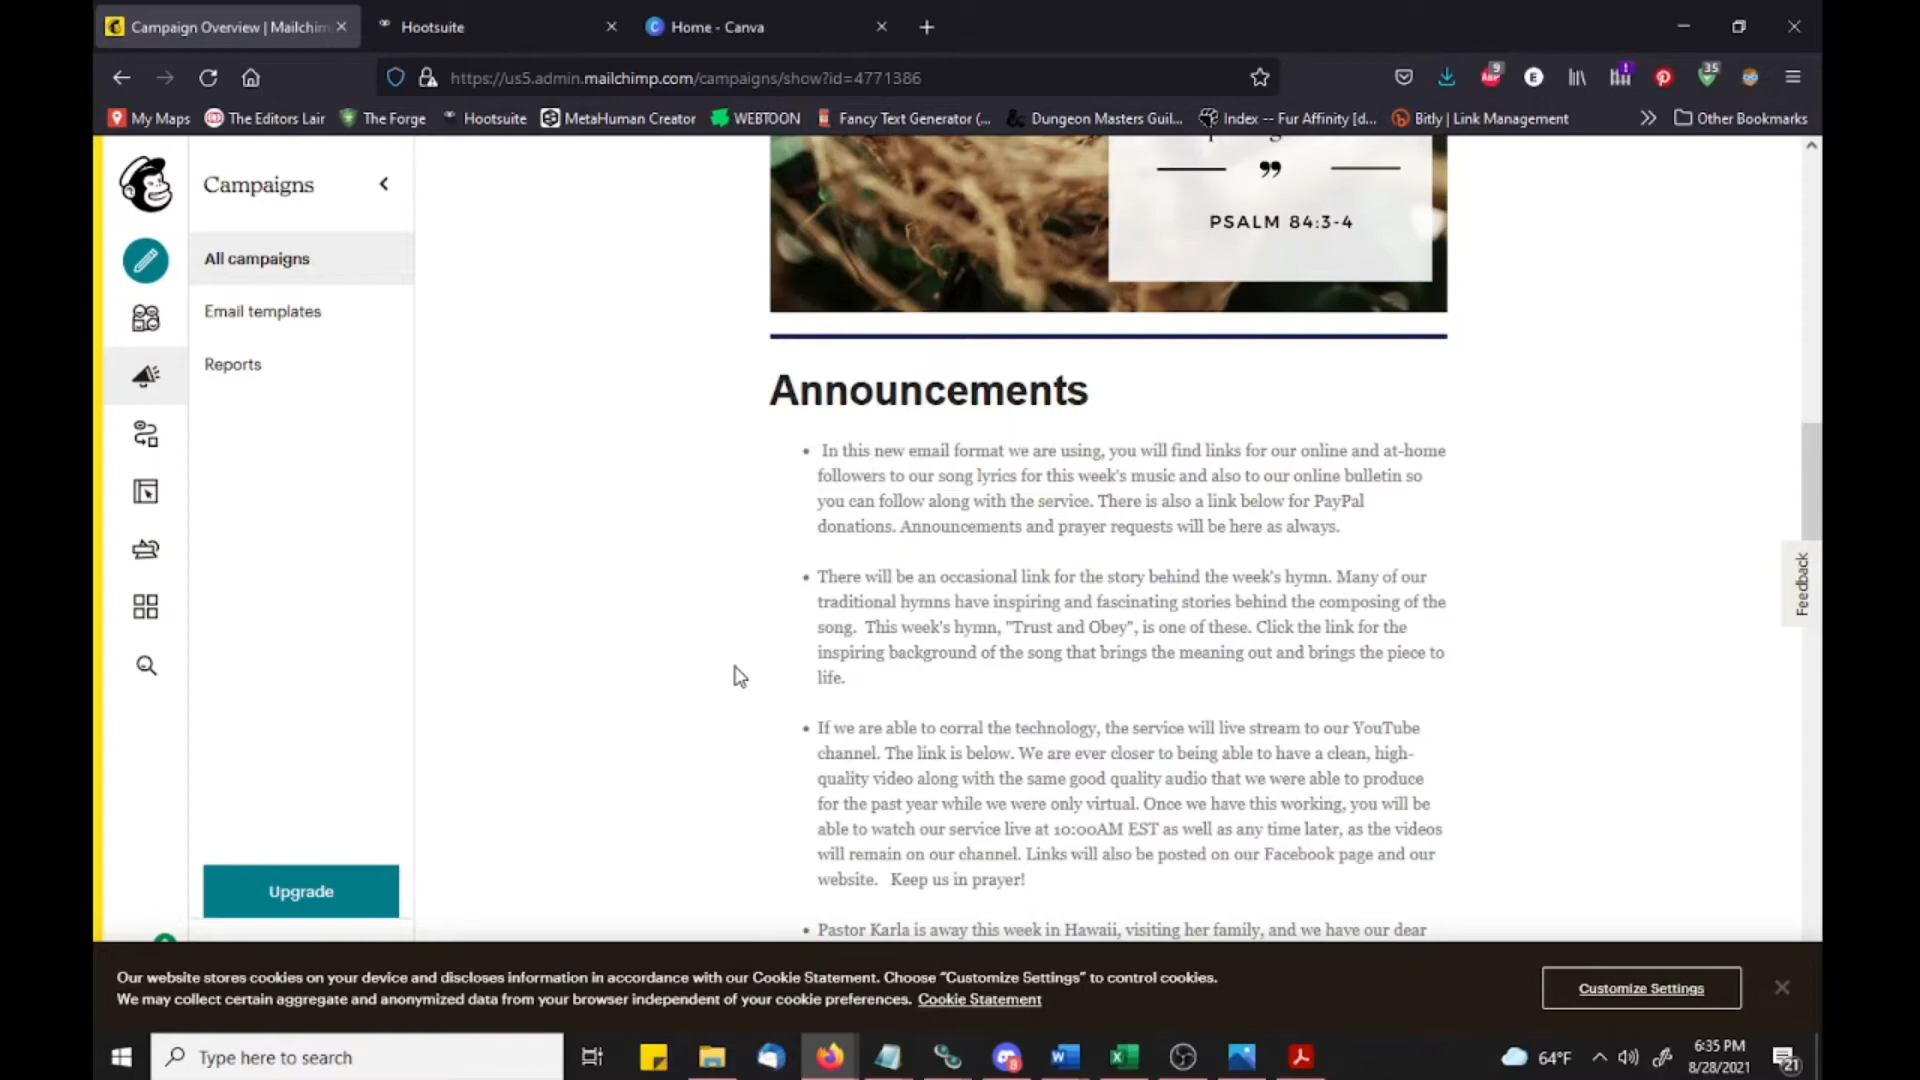 Campaign Overview | Mailchim
Hootsuite
Home - Canva
https://us5.admin.mailchimp.com/campaigns/show?id=4771386
9
E
!
35
My Maps
The Editors Lair
The Forge
Hootsuite
MetaHuman Creator
WEBTOON
Fancy Text Generator (...
Dungeon Masters Guil...
Index -- Fur Affinity [d...
Bitly | Link Management
Other Bookmarks
Campaigns
All campaigns
Email templates
Reports
Upgrade
PSALM 84:3-4
Announcements
• In this new email format we are using, you will find links for our online and at-home
followers to our song lyrics for this week's music and also to our online bulletin so
you can follow along with the service. There is also a link below for PayPal
donations. Announcements and prayer requests will be here as always.
• There will be an occasional link for the story behind the week's hymn. Many of our
traditional hymns have inspiring and fascinating stories behind the composing of the
song. This week's hymn, "Trust and Obey", is one of these. Click the link for the
inspiring background of the song that brings the meaning out and brings the piece to
life.
• If we are able to corral the technology, the service will live stream to our YouTube
channel. The link is below. We are ever closer to being able to have a clean, high-
quality video along with the same good quality audio that we were able to produce
for the past year while we were only virtual. Once we have this working, you will be
able to watch our service live at 10:00AM EST as well as any time later, as the videos
will remain on our channel. Links will also be posted on our Facebook page and our
website. Keep us in prayer!
• Pastor Karla is away this week in Hawaii, visiting her family, and we have our dear
Feedback
Our website stores cookies on your device and discloses information in accordance with our Cookie Statement. Choose "Customize Settings" to control cookies.
We may collect certain aggregate and anonymized data from your browser independent of your cookie preferences. Cookie Statement
Customize Settings
Type here to search
64°F
6:35 PM
8/28/2021
21